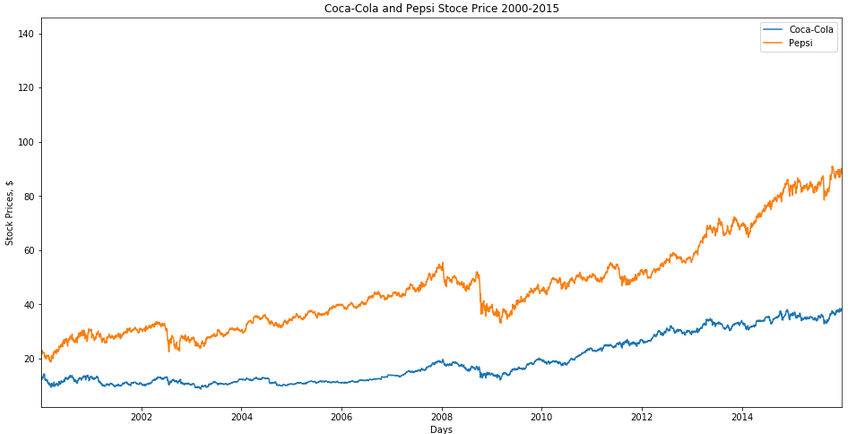 Coca-Cola and Pepsi Stoce Price 2000-2015
Coca-Cola
Pepsi
Stock Prices, $
140
120
100
80
60
40
20
2002 2004 2006 2008 2010 2012 2014
Days